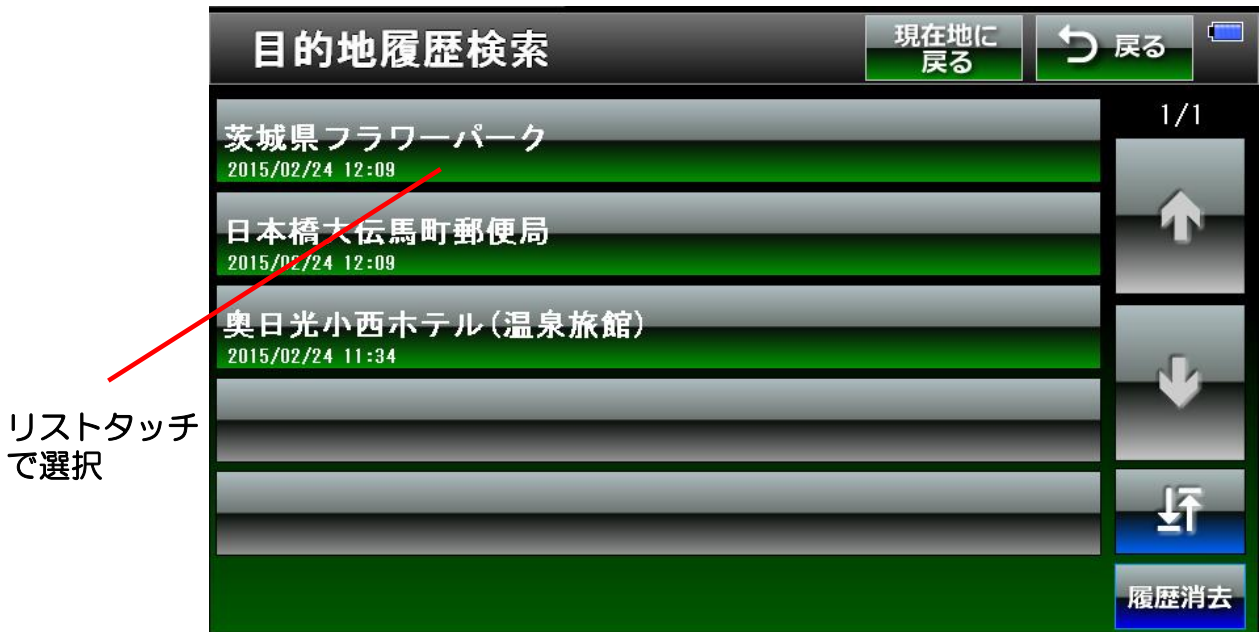 目的地履歴検索
現在地に
戻る
戻る
1/1
茨城県フラワーパーク
2015/02/24 12:09
日本橋大伝馬町郵便局
2015/02/24 12:09
奥日光小西ホテル(温泉旅館)
2015/02/24 11:34
リストタッチ
で選択
履歴消去